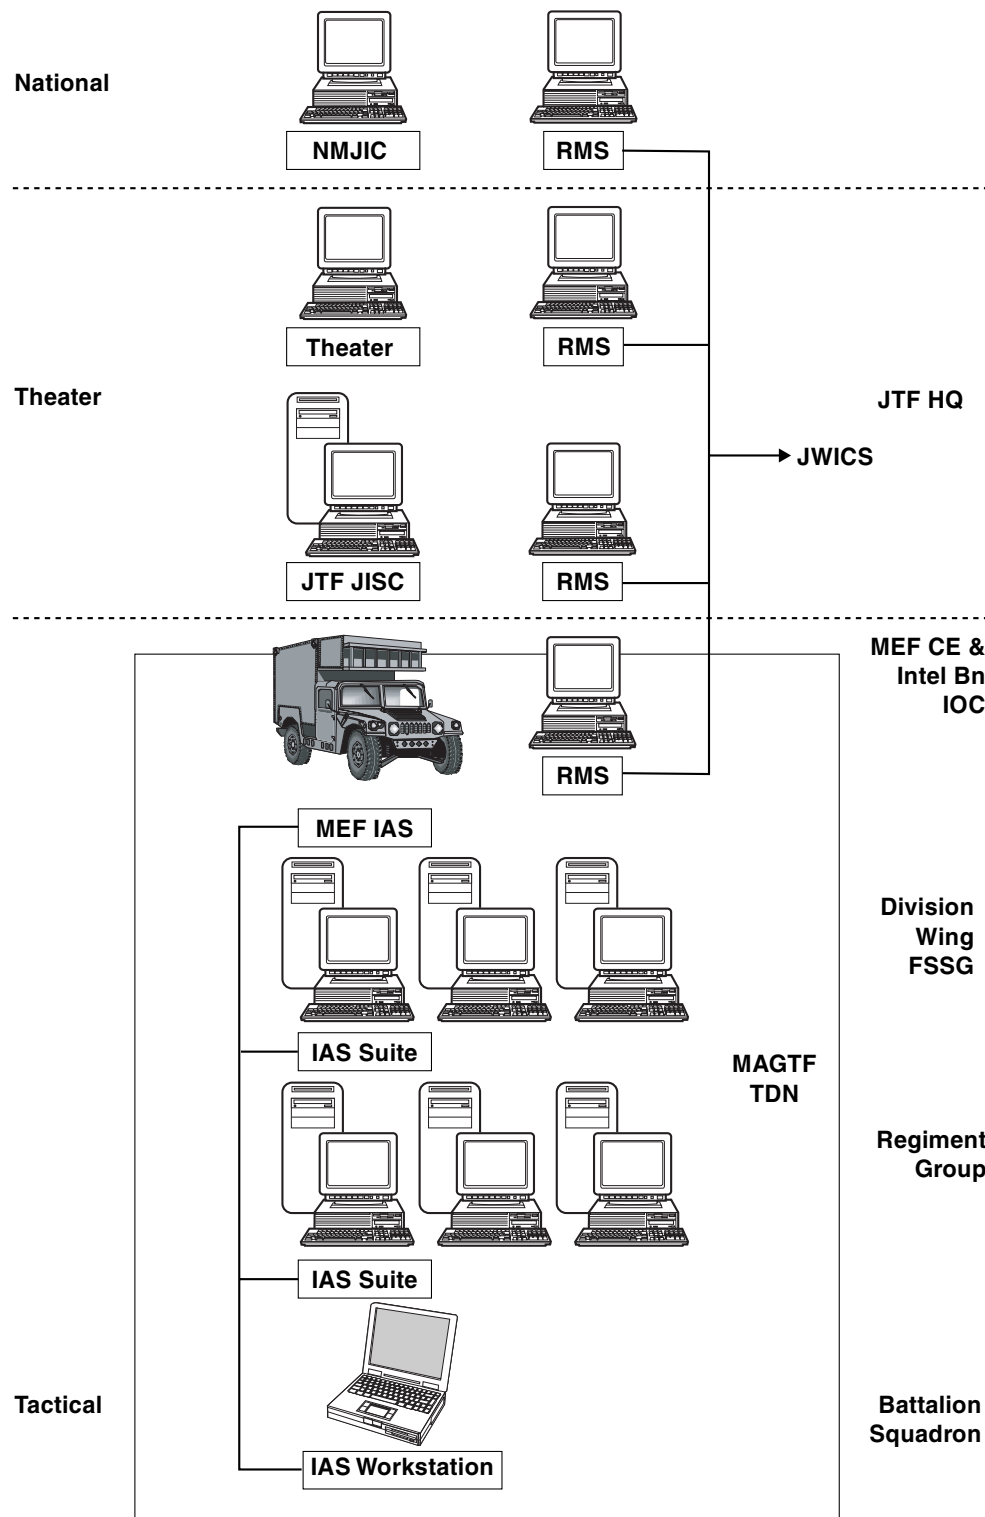 National
NMJIC
RMS
Theater
RMS
Theater
JTF HQ
JWICS
JTF JISC
RMS
MEF CE &
Intel Bn
IOC
RMS
MEF IAS
Division
Wing
FSSG
IAS Suite
MAGTF
TDN
Regiment
Group
IAS Suite
Tactical
Battalion
Squadron
IAS Workstation